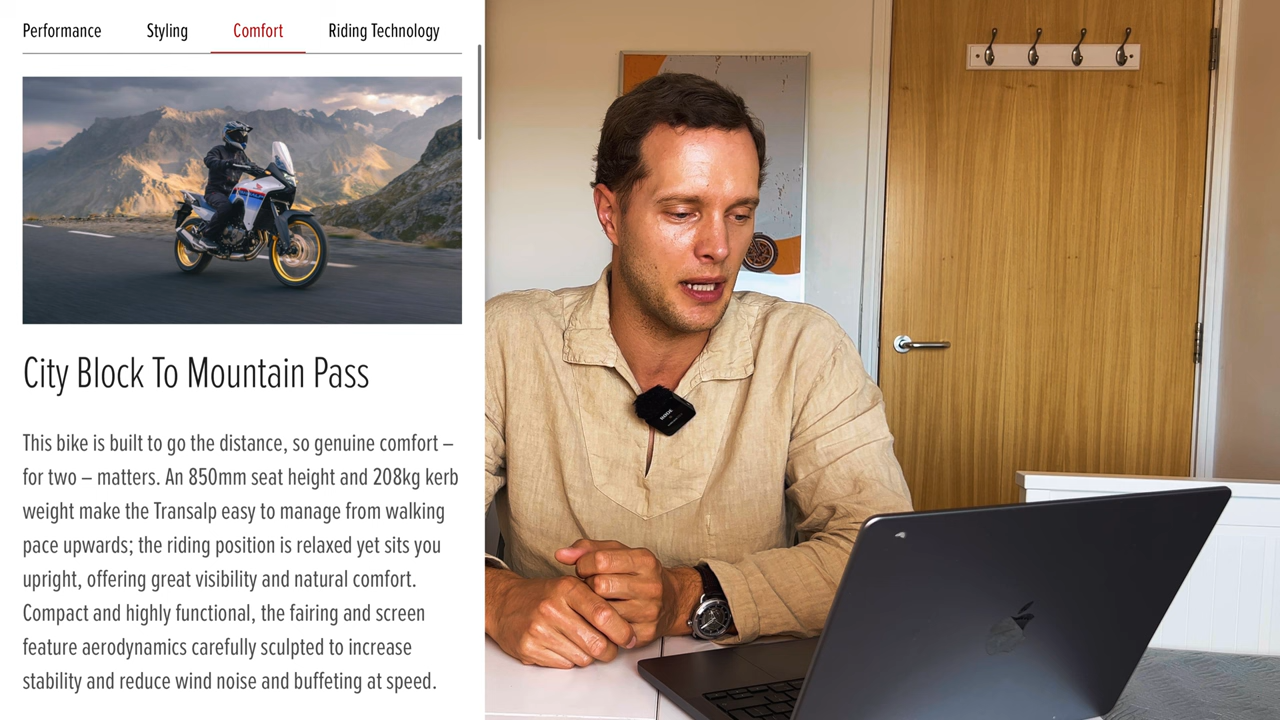 Performance Styling Comfort Riding Technology
City Block To Mountain Pass
This bike is built to go the distance, so genuine comfort –
for two – matters. An 850mm seat height and 208kg kerb
weight make the Transalp easy to manage from walking
pace upwards; the riding position is relaxed yet sits you
upright, offering great visibility and natural comfort.
Compact and highly functional, the fairing and screen
feature aerodynamics carefully sculpted to increase
stability and reduce wind noise and buffeting at speed.